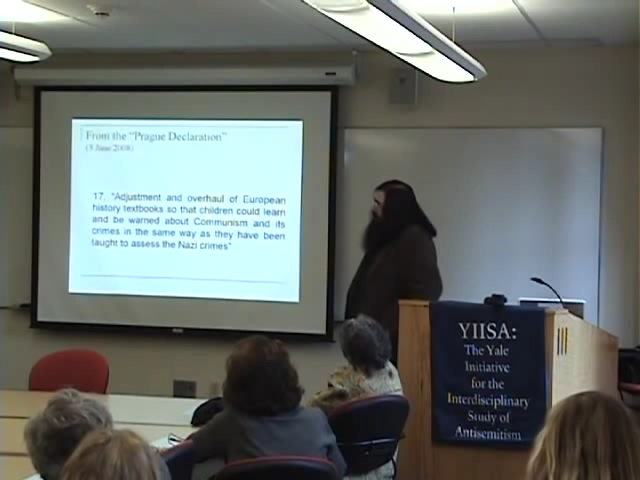 From the "Prague Declaration"
(3 June 2008)
17. "Adjustment and overhaul of European
history textbooks so that children could learn
and be warned about Communism and its
crimes in the same way as they have been
taught to assess the Nazi crimes"
YIISA:
The Yale
Initiative
for the
Interdisciplinary
Study of
Antisemitism